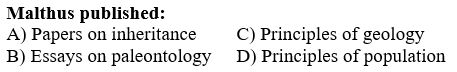 Malthus published:
A) Papers on inheritance C) Principles of geology
B) Essays on paleontology D) Principles of population